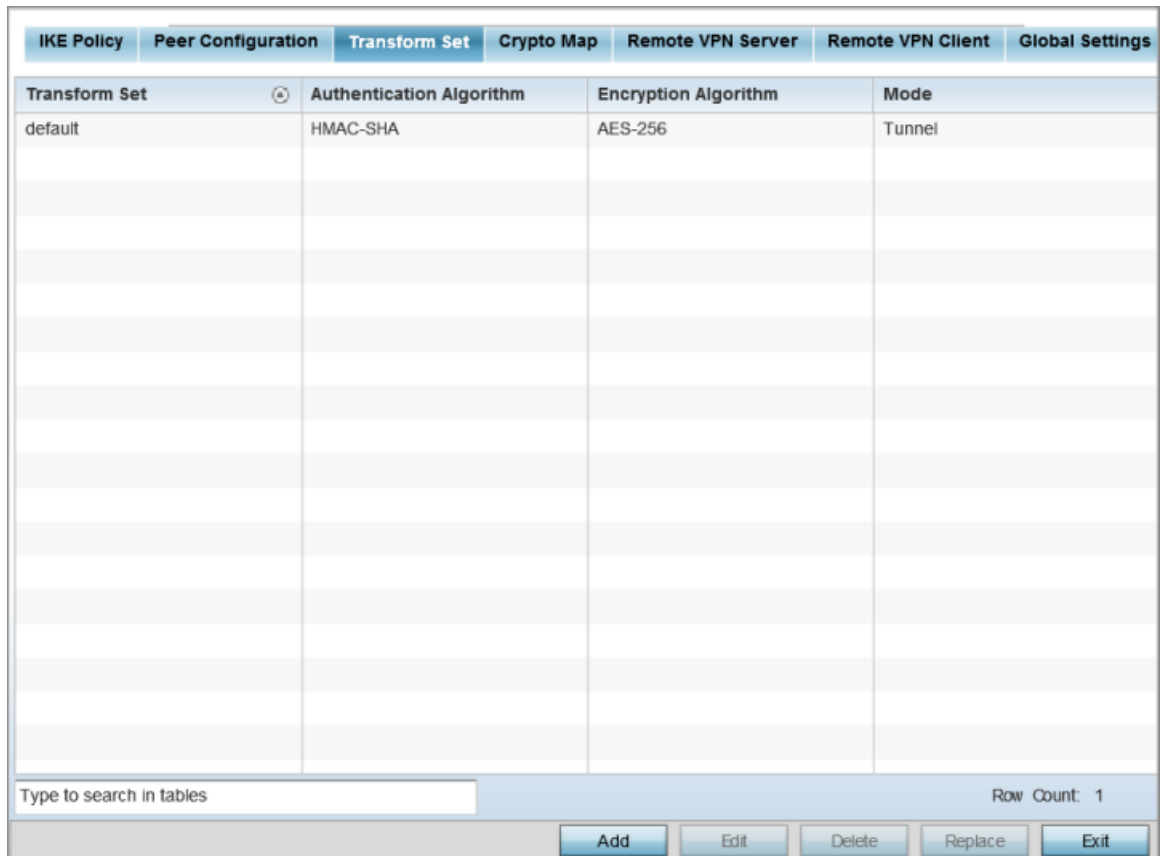 IKE Policy Peer Configuration Transform Set Crypto Map Remote VPN Server Remote VPN Client Global Settings
Transform Set Authentication Algorithm Encryption Algorithm Mode
default HMAC-SHA AES-256 Tunnel
Type to search in tables Row Count: 1
Add Edit Delete Replace Exit